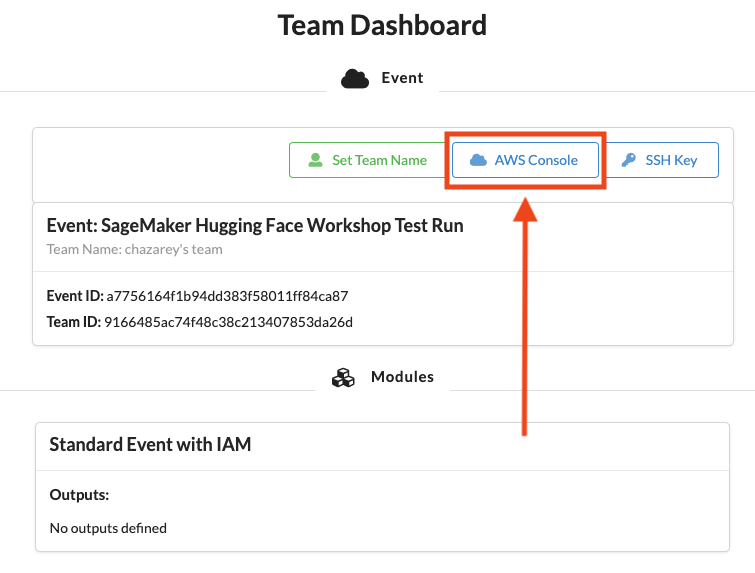 Team Dashboard
Event
Set Team Name
AWS Console
SSH Key
Event: SageMaker Hugging Face Workshop Test Run
Team Name: chazarey's team
Event ID: a7756164f1b94dd383f58011ff84ca87
Team ID: 9166485ac74f48c38c213407853da26d
Modules
Standard Event with IAM
Outputs:
No outputs defined